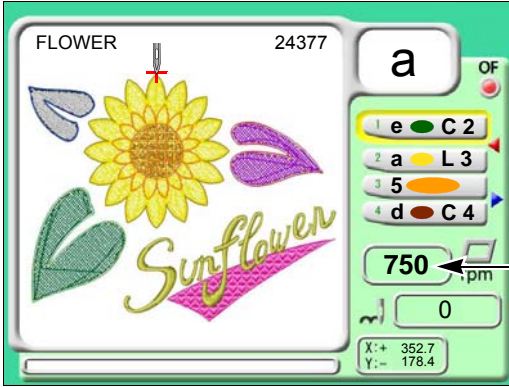 FLOWER 24377
a
OF
1 e C 2
2 a L 3
3 5
4 d C 4
750
rpm
0
X:+ 352.7
Y:- 178.4
Sunflower